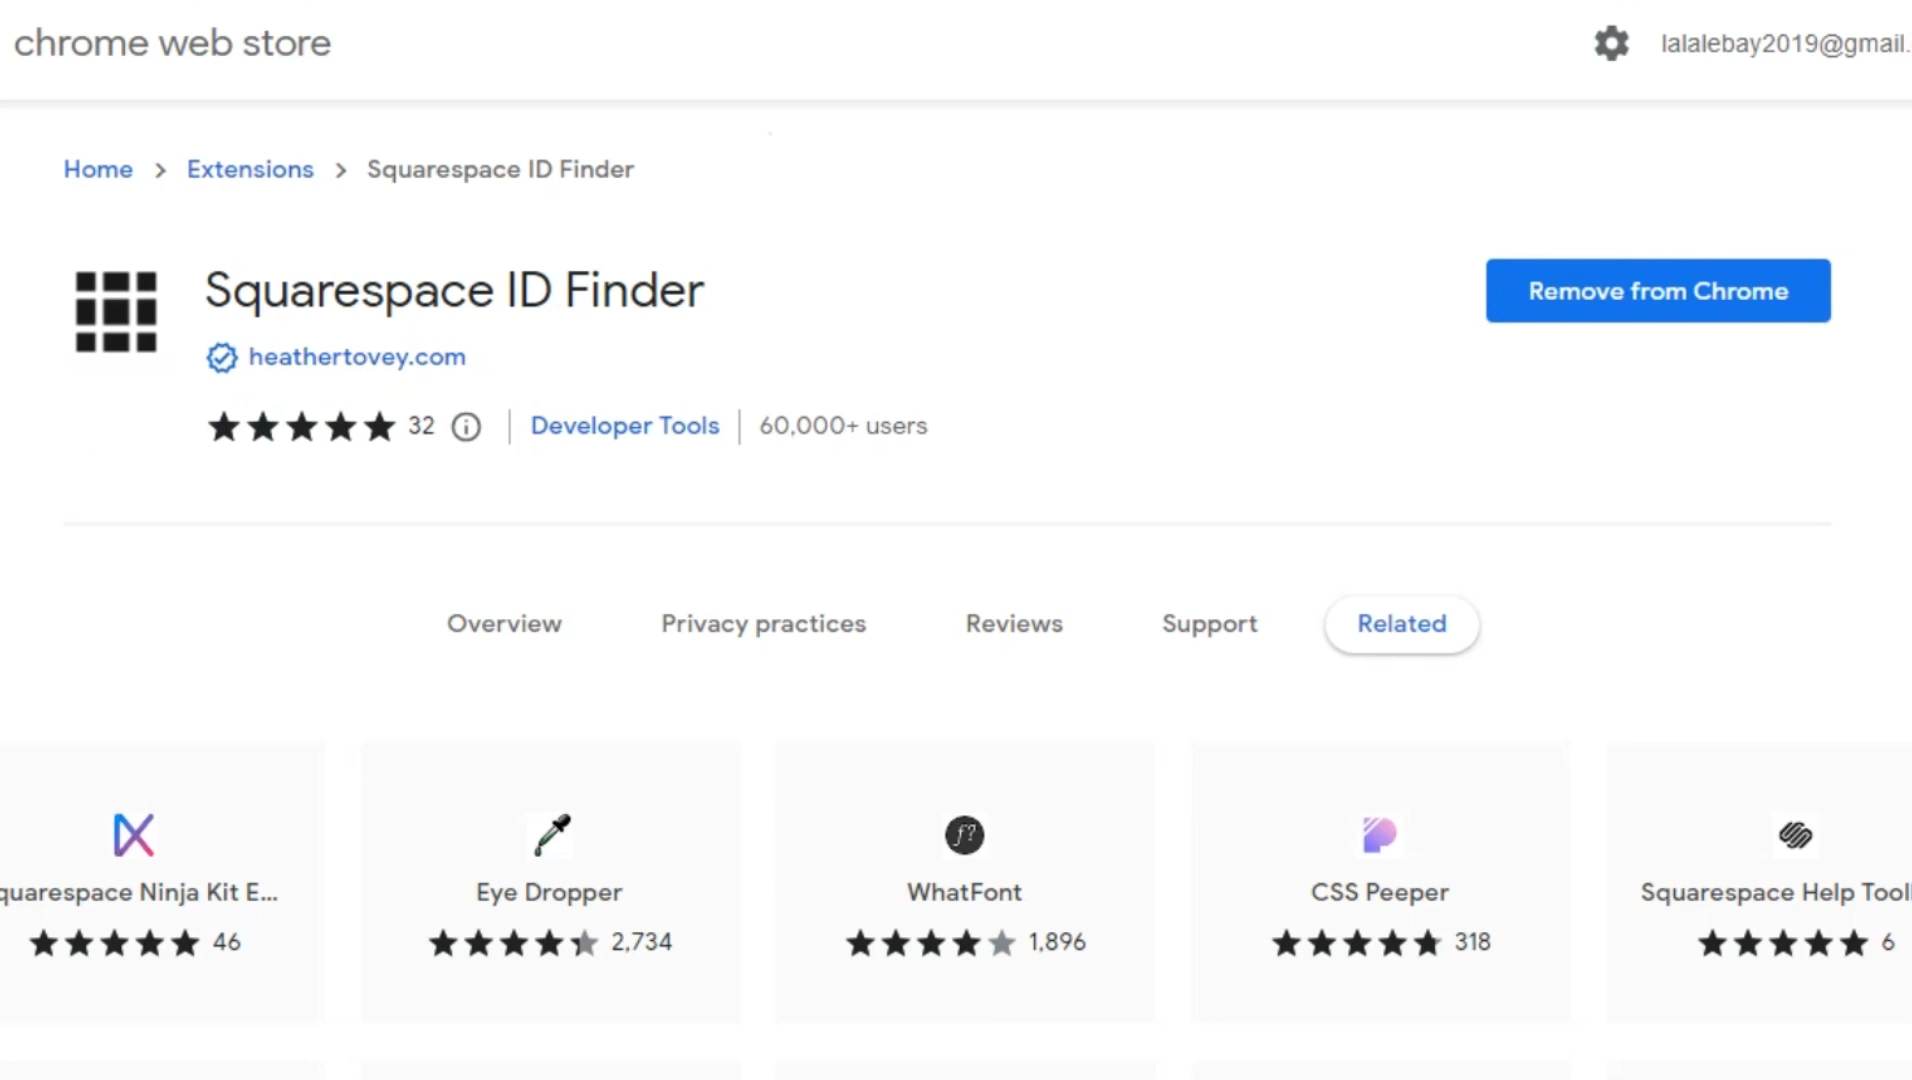 chrome web store
lalalebay2019@gmail.
Home > Extensions > Squarespace ID Finder
Squarespace ID Finder
Remove from Chrome
heathertovey.com
32 | Developer Tools | 60,000+ users
Overview Privacy practices Reviews Support Related
f?
quarespace Ninja Kit E... Eye Dropper WhatFont CSS Peeper Squarespace Help Tool
46 2,734 1,896 318 6